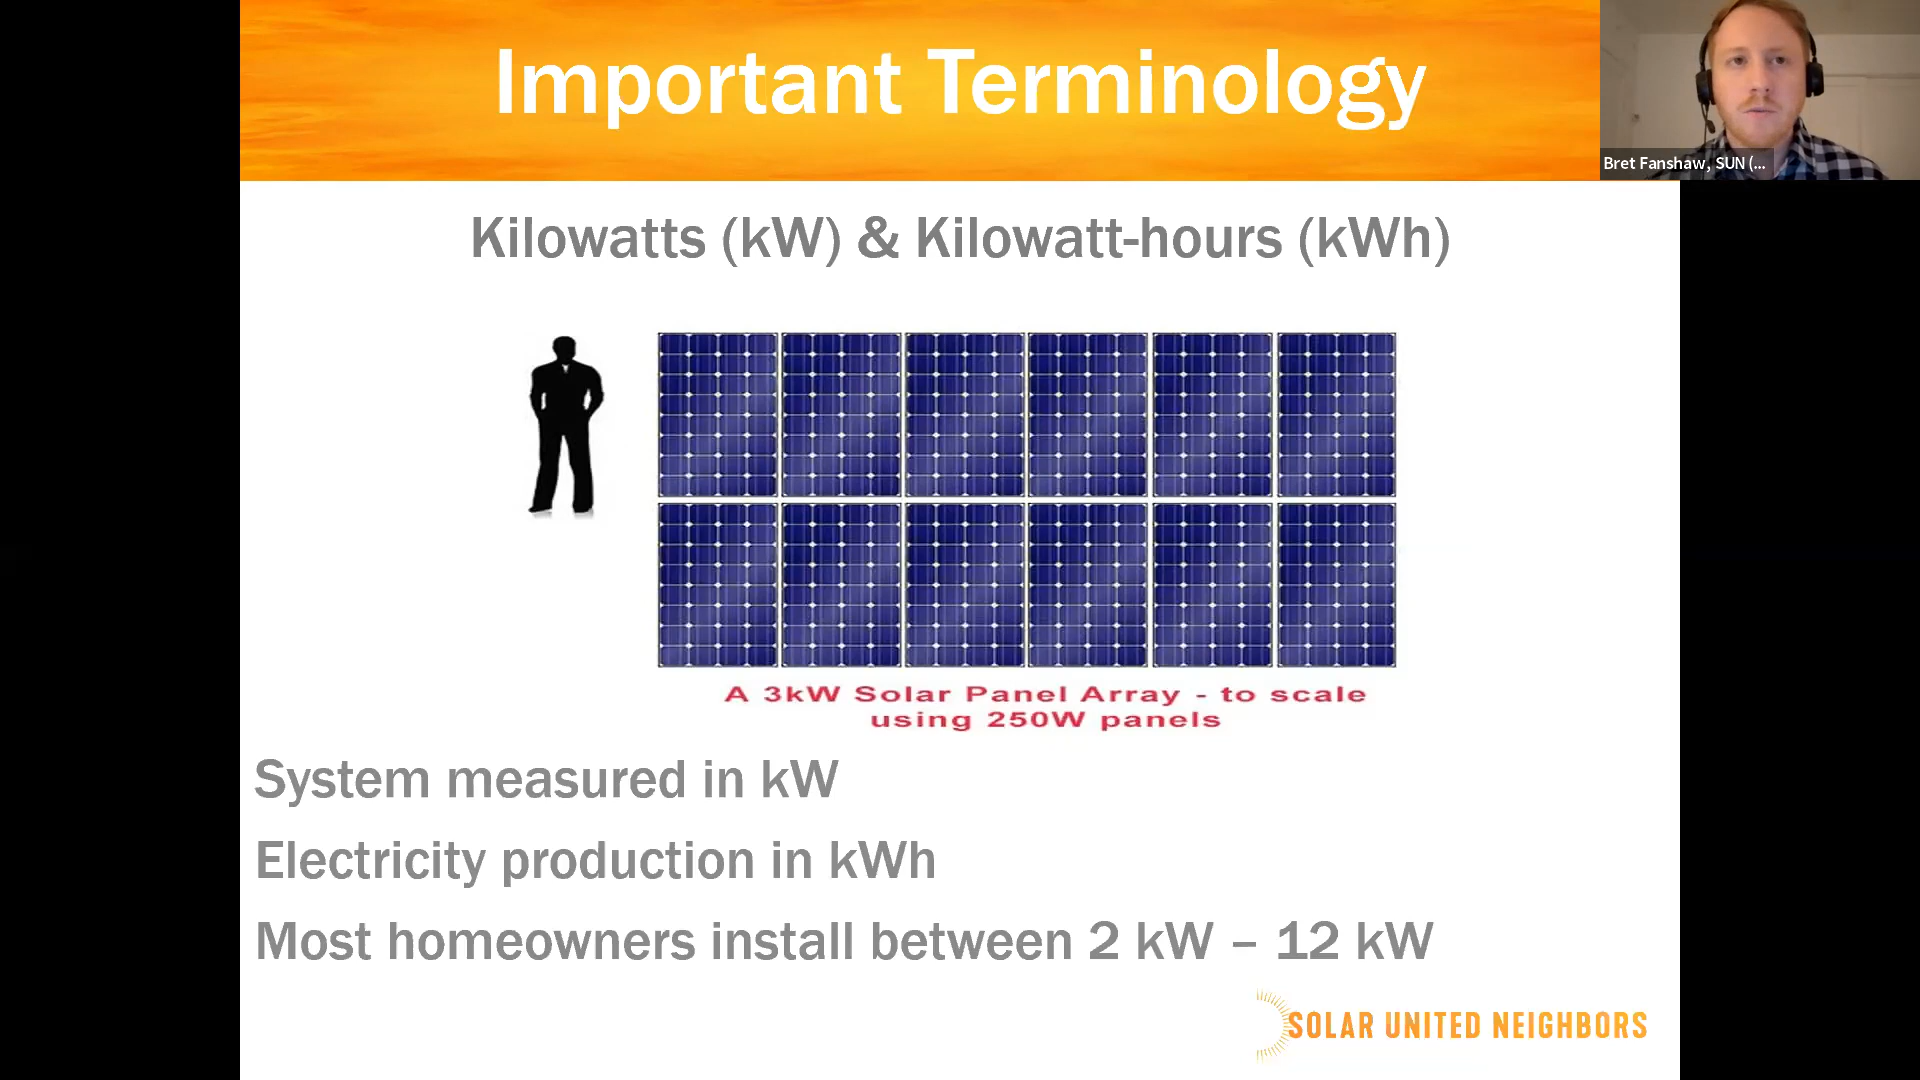 Important Terminology
Bret Fanshaw, SUN (...
Kilowatts (kW) & Kilowatt-hours (kWh)
A 3kW Solar Panel Array - to scale
using 250W panels
System measured in kW
Electricity production in kWh
Most homeowners install between 2 kW – 12 kW
SOLAR UNITED NEIGHBORS